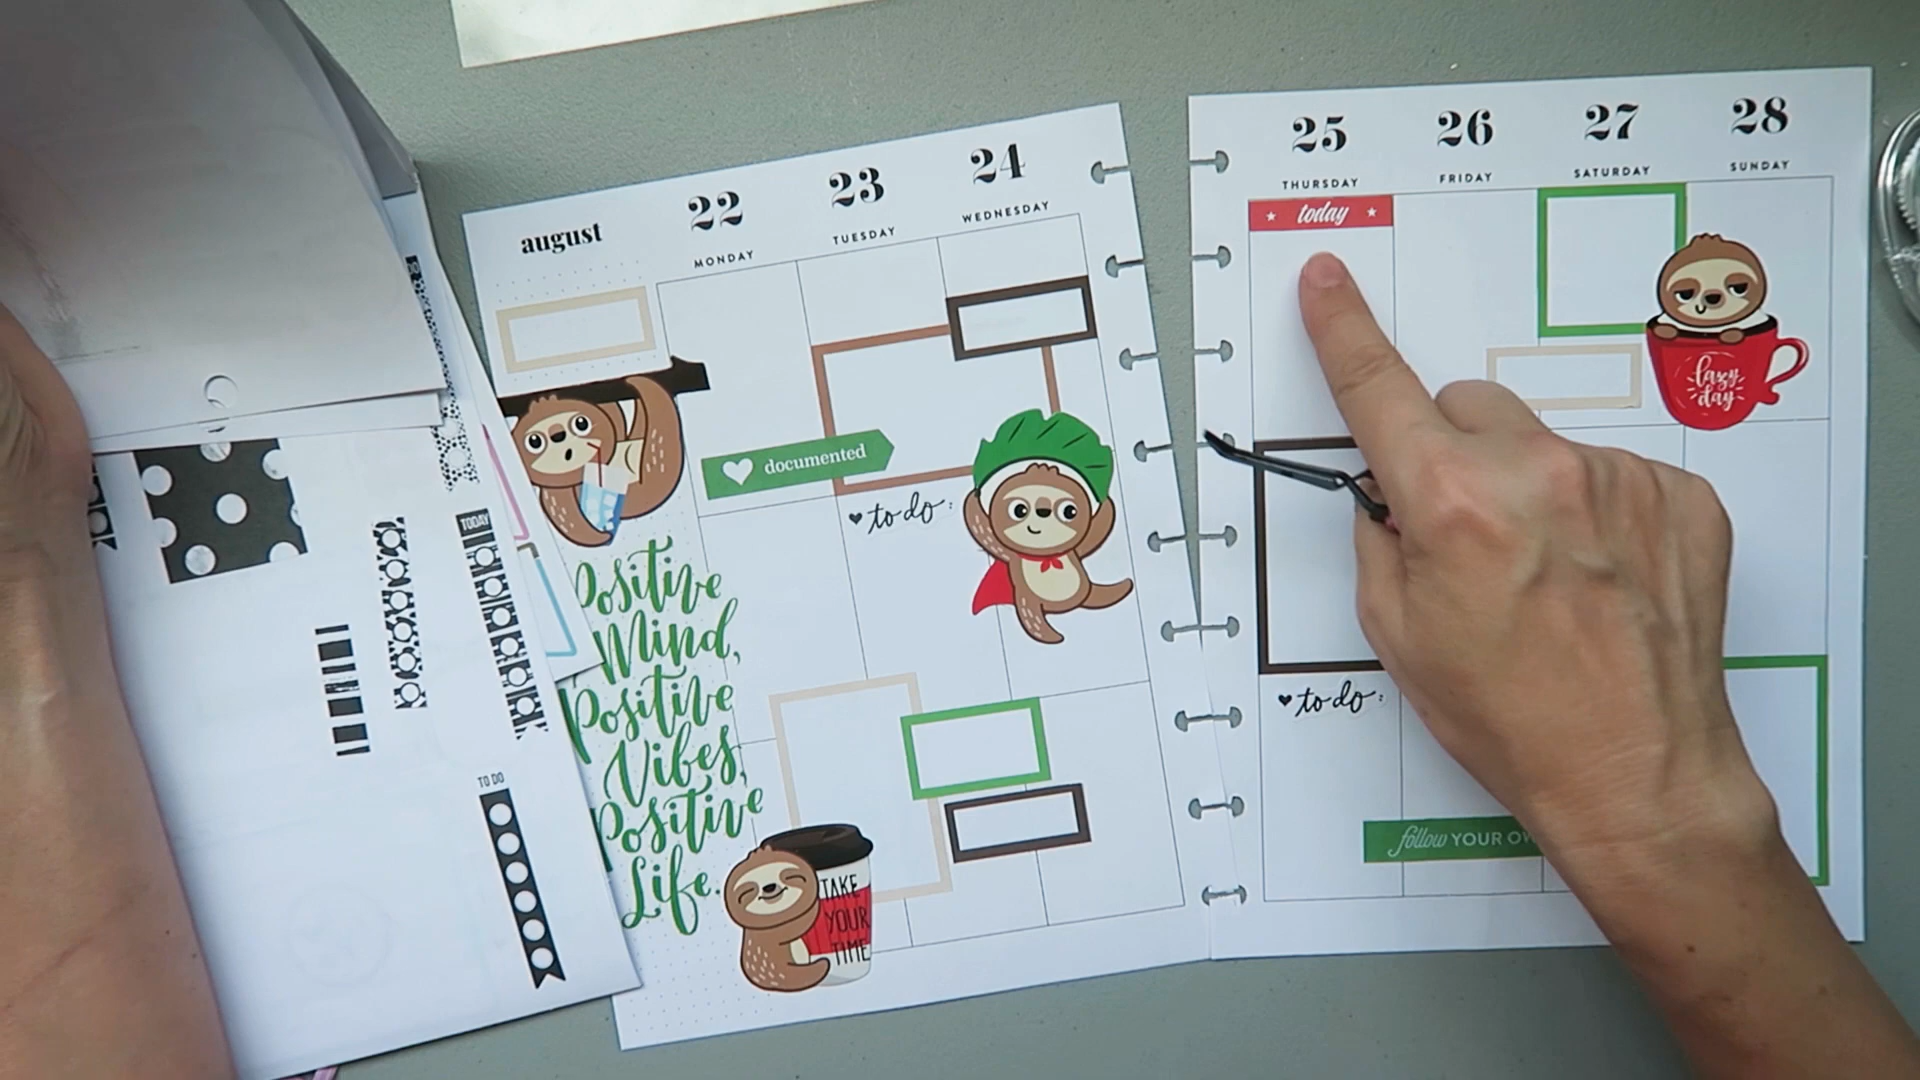 august
22
MONDAY
23
TUESDAY
24
WEDNESDAY
25
THURSDAY
26
FRIDAY
27
SATURDAY
28
SUNDAY
★ today ★
lazy
day
documented
to do:
Positive
Mind,
Positive
Vibes,
Positive
Life.
TAKE
YOUR
TIME
to do:
follow YOUR
TODAY
TO DO